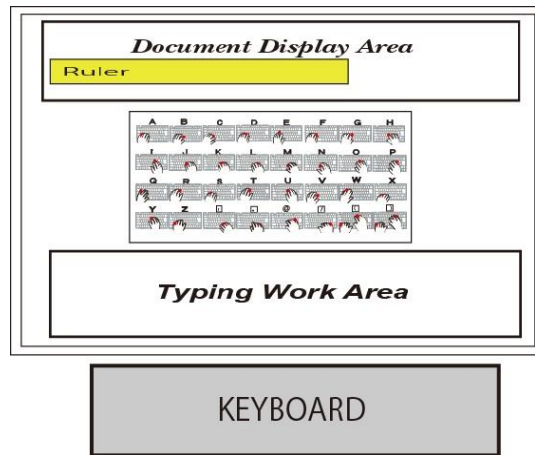 Document Display Area
Ruler
A B C D E F G H
I J K L M N O P
Q R S T U V W X
Y Z @
Typing Work Area
KEYBOARD